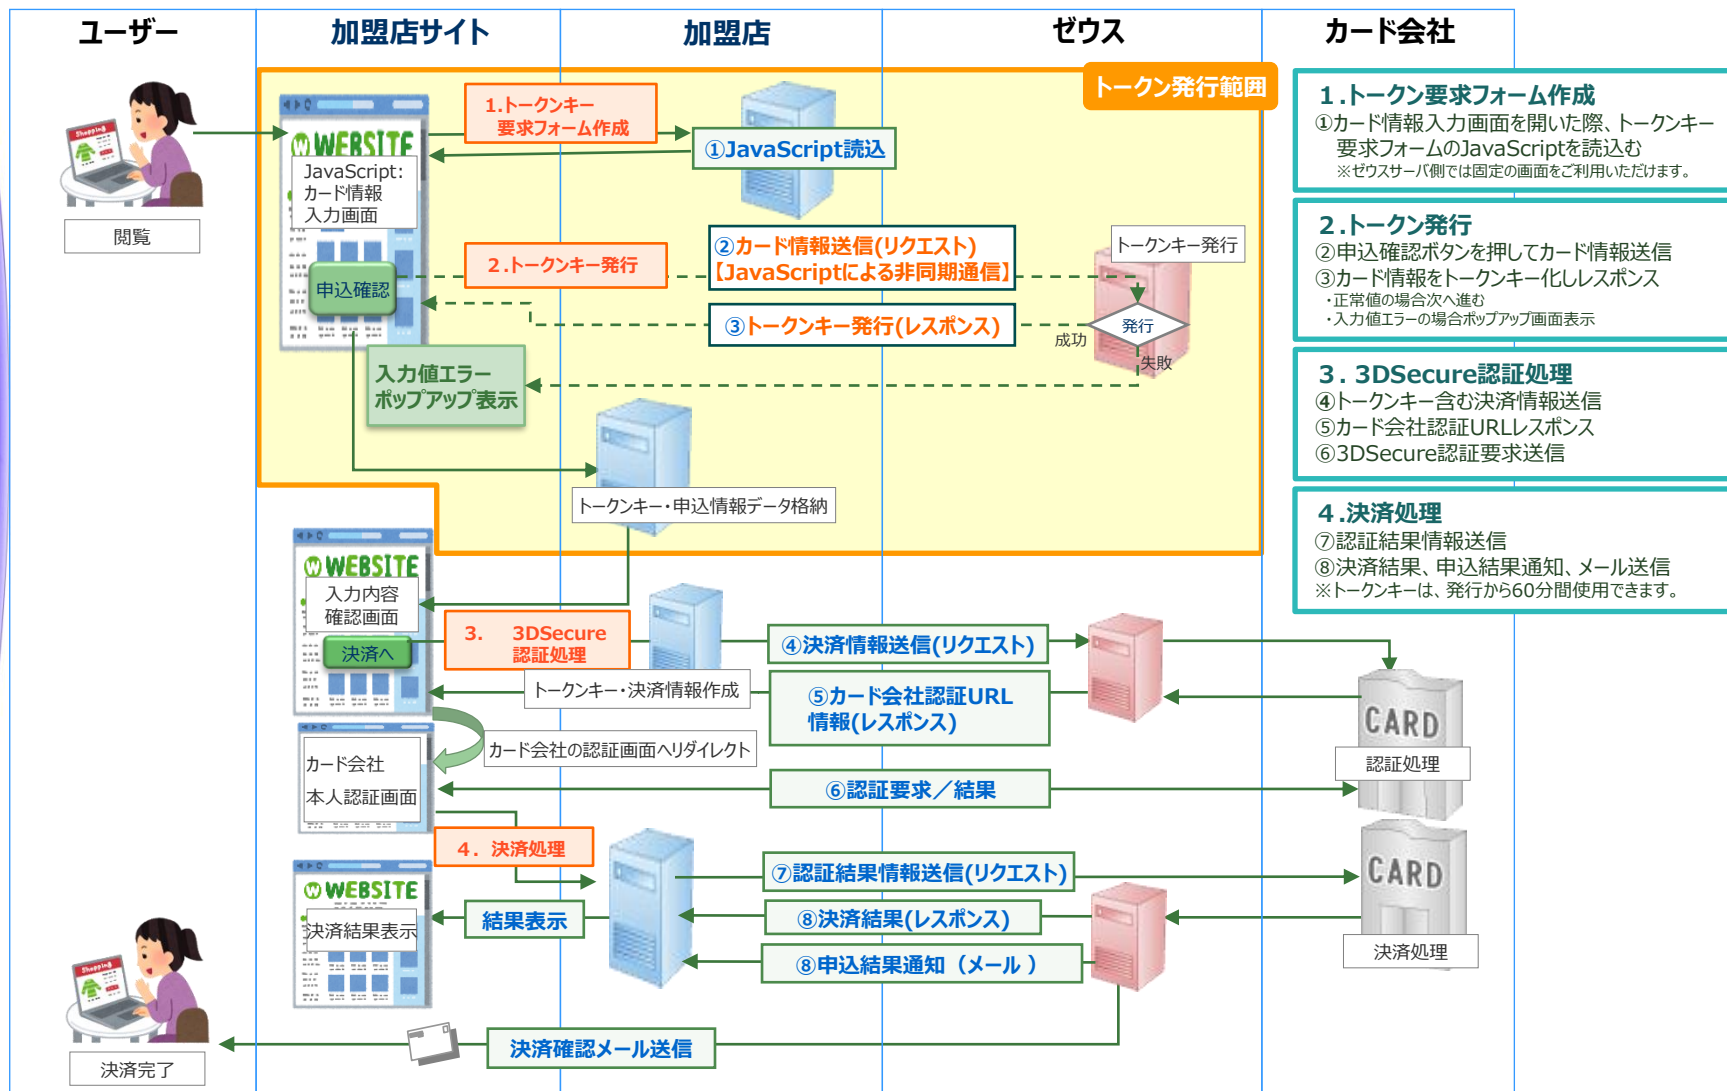 ユーザー
加盟店サイト
加盟店
ゼウス
カード会社
トークン発行範囲
1.トークンキー
要求フォーム作成
①JavaScript読込
WEBSITE
JavaScript:
カード情報
入力画面
閲覧
Shopping
申込確認
2.トークンキー発行
②カード情報送信(リクエスト)
【JavaScriptによる非同期通信】
トークンキー発行
③トークンキー発行(レスポンス)
発行
成功
失敗
入力値エラー
ポップアップ表示
トークンキー・申込情報データ格納
WEBSITE
入力内容
確認画面
決済へ
3. 3DSecure
認証処理
④決済情報送信(リクエスト)
トークンキー・決済情報作成
⑤カード会社認証URL
情報(レスポンス)
CARD
認証処理
カード会社の認証画面へリダイレクト
カード会社
本人認証画面
⑥認証要求／結果
4. 決済処理
⑦認証結果情報送信(リクエスト)
CARD
決済処理
WEBSITE
決済結果表示
結果表示
⑧決済結果(レスポンス)
⑧申込結果通知（メール ）
Shopping
決済完了
決済確認メール送信
1.トークン要求フォーム作成
①カード情報入力画面を開いた際、トークンキー
要求フォームのJavaScriptを読込む
※ゼウスサーバ側では固定の画面をご利用いただけます。
2.トークン発行
②申込確認ボタンを押してカード情報送信
③カード情報をトークンキー化しレスポンス
・正常値の場合次へ進む
・入力値エラーの場合ポップアップ画面表示
3. 3DSecure認証処理
④トークンキー含む決済情報送信
⑤カード会社認証URLレスポンス
⑥3DSecure認証要求送信
4.決済処理
⑦認証結果情報送信
⑧決済結果、申込結果通知、メール送信
※トークンキーは、発行から60分間使用できます。